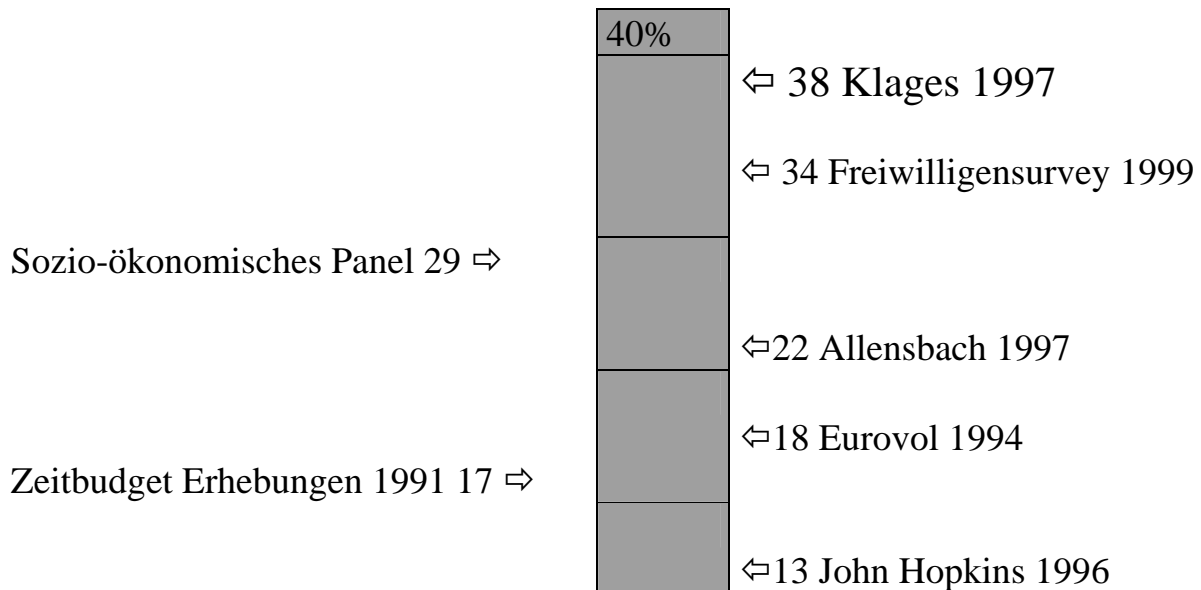 40%
⇦ 38 Klages 1997
⇦ 34 Freiwilligensurvey 1999
Sozio-ökonomisches Panel 29 ⇨
⇦22 Allensbach 1997
⇦18 Eurovol 1994
Zeitbudget Erhebungen 1991 17 ⇨
⇦13 John Hopkins 1996